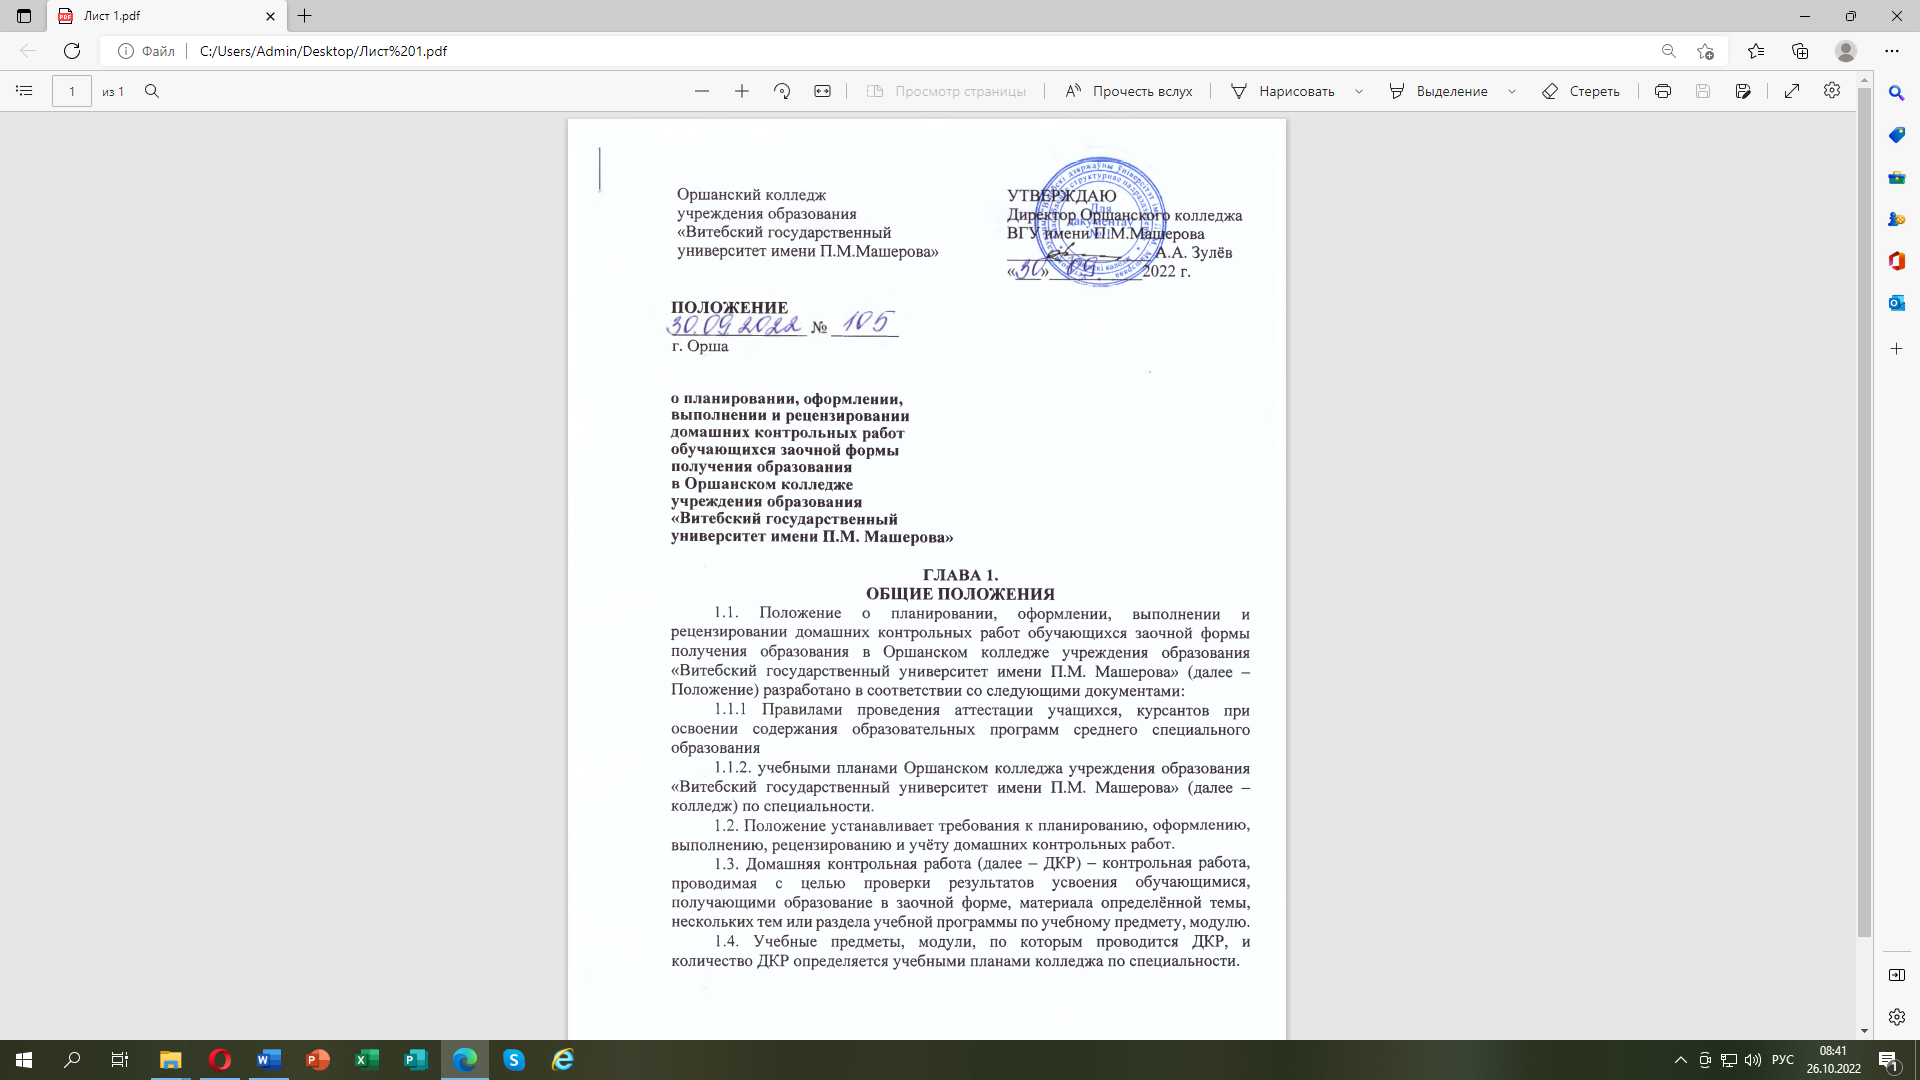 Лист 1.pdf
Файл
C:/Users/Admin/Desktop/Лист%201.pdf
1
из 1
Просмотр страницы
Прочесть вслух
Нарисовать
Выделение
Стереть
Оршанский колледж
учреждения образования
«Витебский государственный
университет имени П.М.Машерова»
УТВЕРЖДАЮ
Директор Оршанского колледжа
ВГУ имени П.М.Машерова
А.А. Зулёв
«30» 09 2022 г.
Для
дакументаў
№11
ПОЛОЖЕНИЕ
30.09.2022 № 105
г. Орша
о планировании, оформлении,
выполнении и рецензировании
домашних контрольных работ
обучающихся заочной формы
получения образования
в Оршанском колледже
учреждения образования
«Витебский государственный
университет имени П.М. Машерова»
ГЛАВА 1.
ОБЩИЕ ПОЛОЖЕНИЯ
1.1. Положение о планировании, оформлении, выполнении и
рецензировании домашних контрольных работ обучающихся заочной формы
получения образования в Оршанском колледже учреждения образования
«Витебский государственный университет имени П.М. Машерова» (далее –
Положение) разработано в соответствии со следующими документами:
1.1.1 Правилами проведения аттестации учащихся, курсантов при
освоении содержания образовательных программ среднего специального
образования
1.1.2. учебными планами Оршанском колледжа учреждения образования
«Витебский государственный университет имени П.М. Машерова» (далее –
колледж) по специальности.
1.2. Положение устанавливает требования к планированию, оформлению,
выполнению, рецензированию и учёту домашних контрольных работ.
1.3. Домашняя контрольная работа (далее – ДКР) – контрольная работа,
проводимая с целью проверки результатов усвоения обучающимися,
получающими образование в заочной форме, материала определённой темы,
нескольких тем или раздела учебной программы по учебному предмету, модулю.
1.4. Учебные предметы, модули, по которым проводится ДКР, и
количество ДКР определяется учебными планами колледжа по специальности.
РУС
08:41
26.10.2022
1